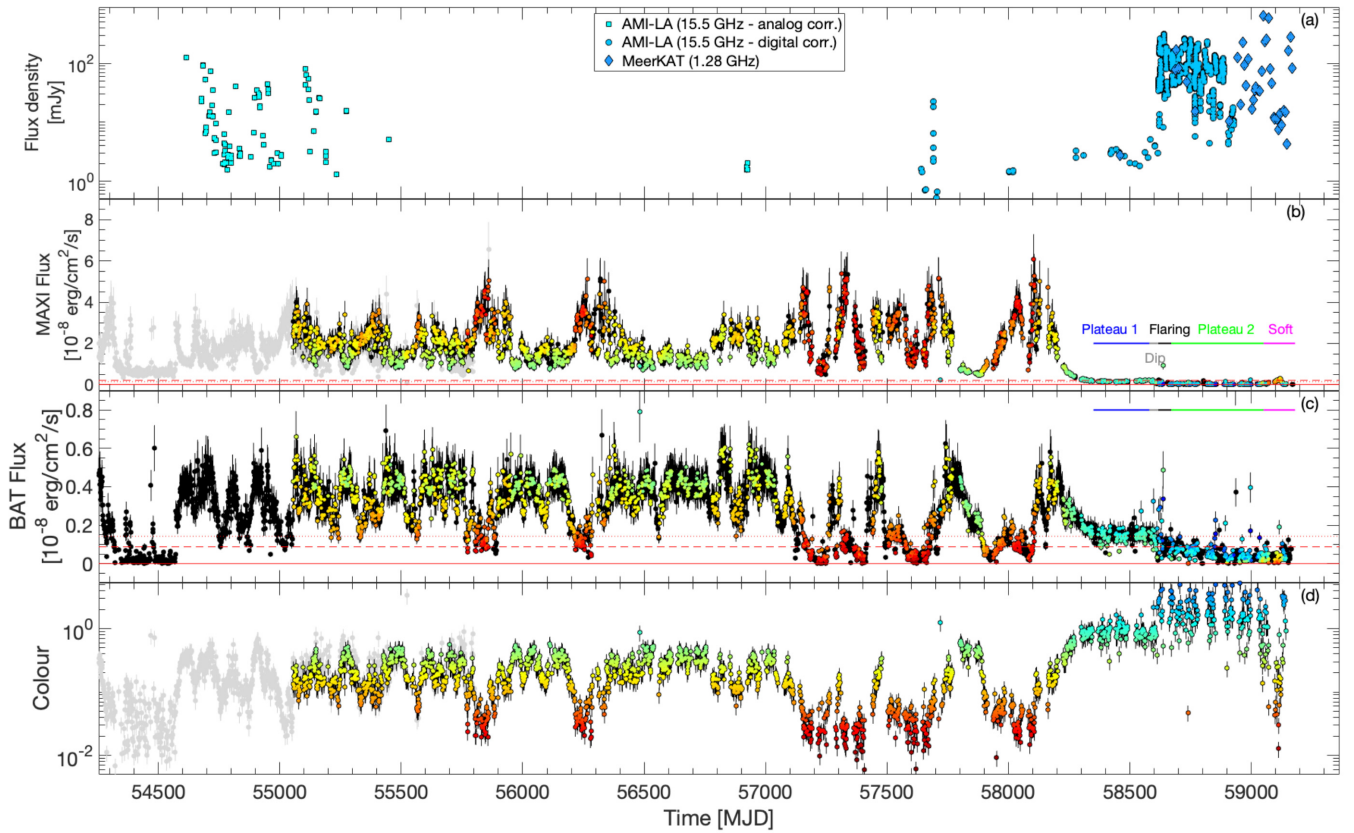 AMI-LA (15.5 GHz - analog corr.)
AMI-LA (15.5 GHz - digital corr.)
MeerKAT (1.28 GHz)
(a)
Flux density
[mJy]
10^2
10^1
10^0
(b)
MAXI Flux
[10^-8 erg/cm^2/s]
8
6
4
2
0
Plateau 1 Flaring Plateau 2 Soft
Dip
(c)
BAT Flux
[10^-8 erg/cm^2/s]
0.8
0.6
0.4
0.2
0
(d)
Colour
10^0
10^-2
54500 55000 55500 56000 56500 57000 57500 58000 58500 59000
Time [MJD]